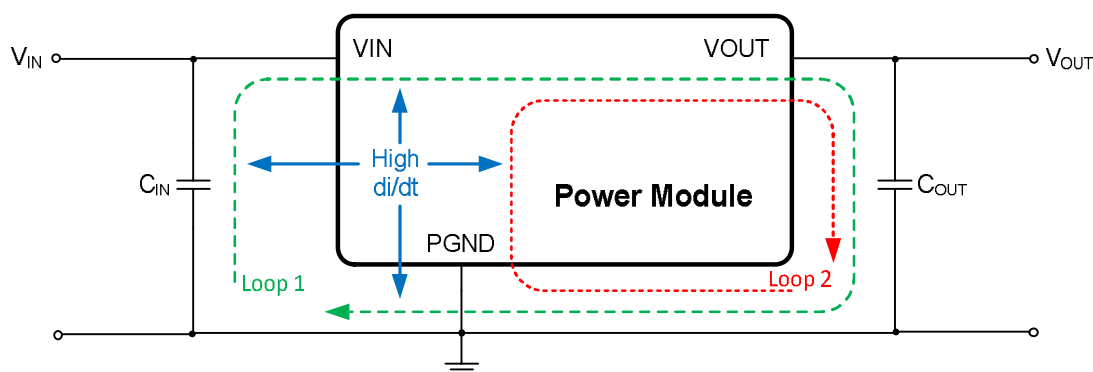 VIN
VIN
VOUT
VOUT
High
di/dt
CIN
Power Module
COUT
PGND
Loop 1
Loop 2